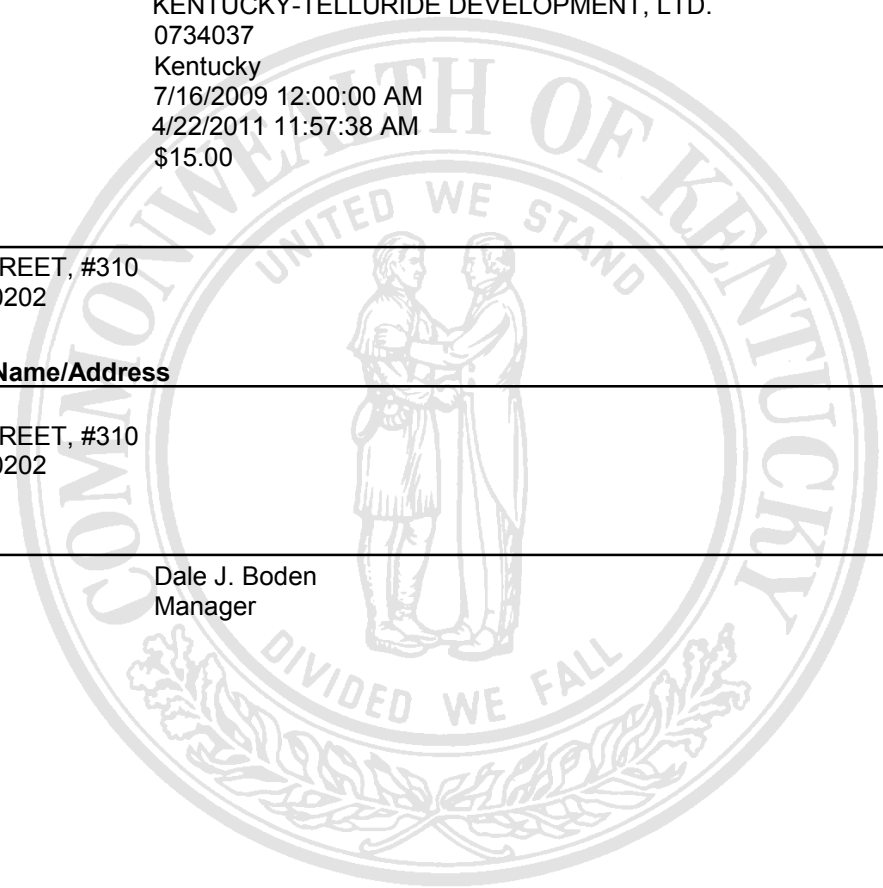 KENTUCKY-TELLURIDE DEVELOPMENT, LTD.
0734037
Kentucky
7/16/2009 12:00:00 AM
4/22/2011 11:57:38 AM
$15.00
REET, #310
0202
Name/Address
REET, #310
0202
Dale J. Boden
Manager
COMMONWEALTH OF KENTUCKY
UNITED WE STAND
DIVIDED WE FALL